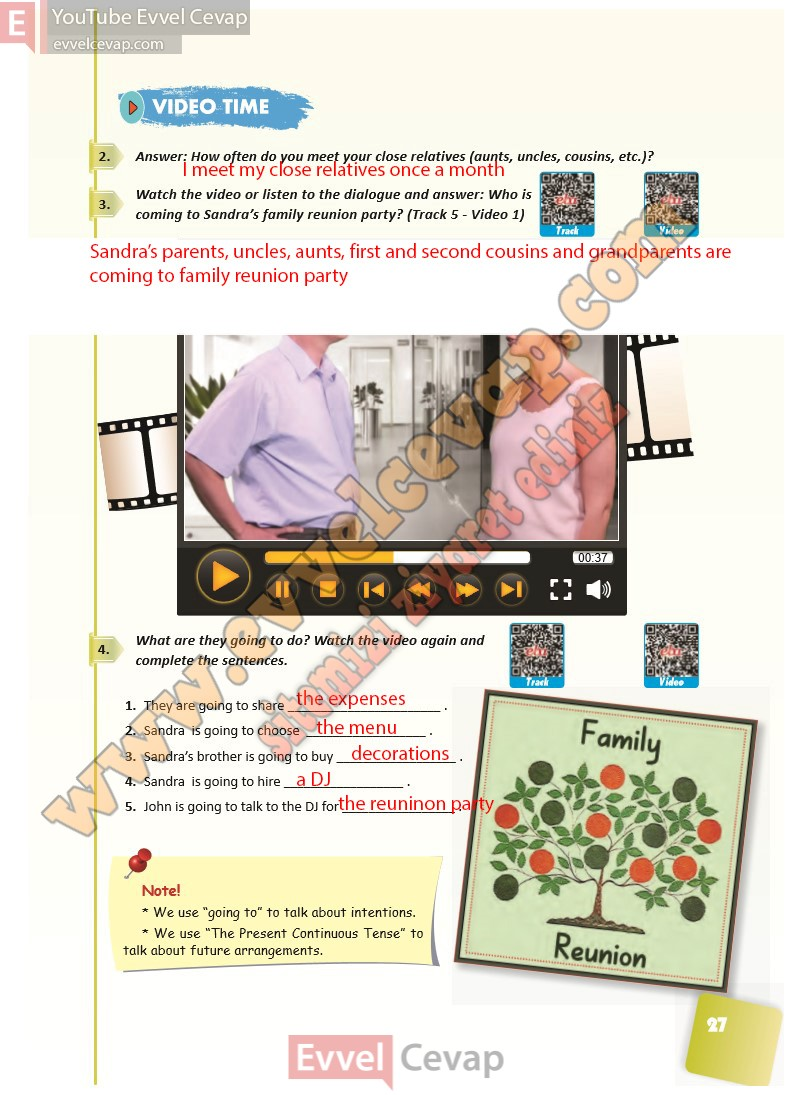 E YouTube Evvel Cevap
evvelcevap.com
VIDEO TIME
2. Answer: How often do you meet your close relatives (aunts, uncles, cousins, etc.)?
I meet my close relatives once a month
3. Watch the video or listen to the dialogue and answer: Who is
coming to Sandra's family reunion party? (Track 5 - Video 1)
Track
Video
Sandra's parents, uncles, aunts, first and second cousins and grandparents are
coming to family reunion party
00:37
www.evvelcevap.com
sitemizi ziyaret ediniz
4. What are they going to do? Watch the video again and
complete the sentences.
Track
Video
1. They are going to share the expenses .
2. Sandra is going to choose the menu .
3. Sandra's brother is going to buy decorations .
4. Sandra is going to hire a DJ .
5. John is going to talk to the DJ for the reuninon party .
Family
Reunion
Note!
* We use "going to" to talk about intentions.
* We use "The Present Continuous Tense" to
talk about future arrangements.
27
Evvel Cevap